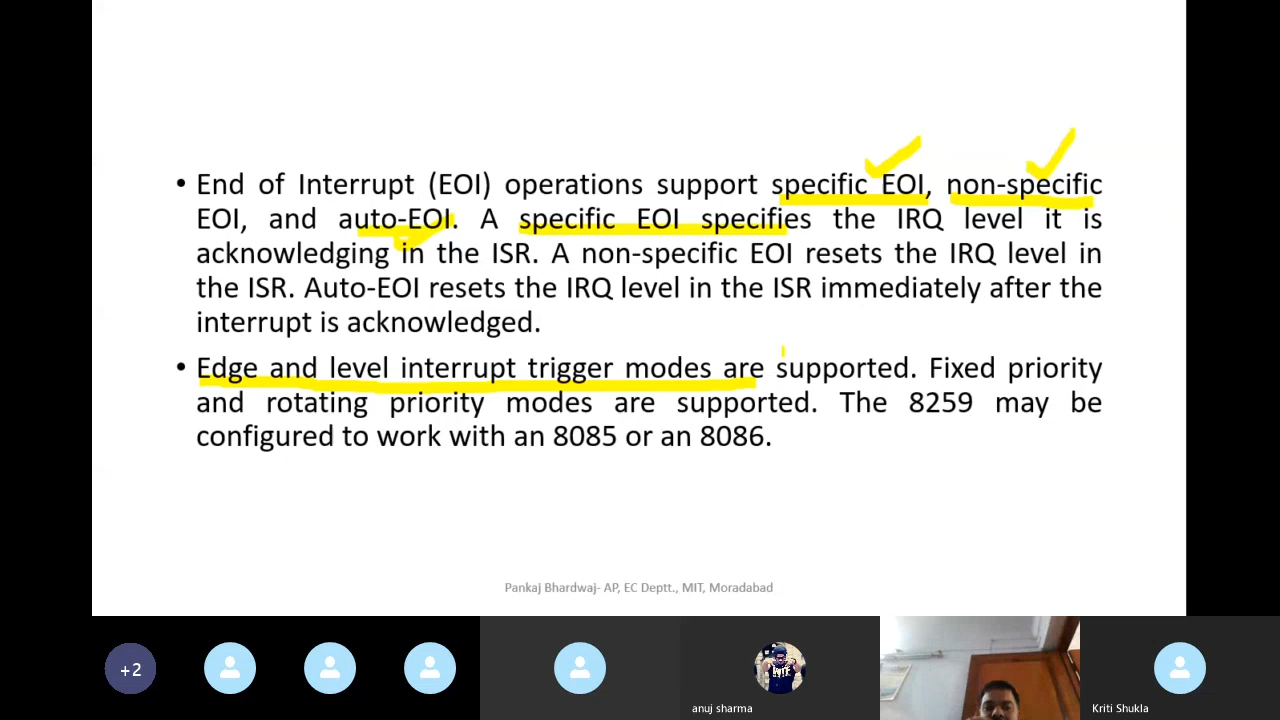 • End of Interrupt (EOI) operations support specific EOI, non-specific
EOI, and auto-EOI. A specific EOI specifies the IRQ level it is
acknowledging in the ISR. A non-specific EOI resets the IRQ level in
the ISR. Auto-EOI resets the IRQ level in the ISR immediately after the
interrupt is acknowledged.
• Edge and level interrupt trigger modes are supported. Fixed priority
and rotating priority modes are supported. The 8259 may be
configured to work with an 8085 or an 8086.
Pankaj Bhardwaj- AP, EC Deptt., MIT, Moradabad
+2
anuj sharma
Kriti Shukla